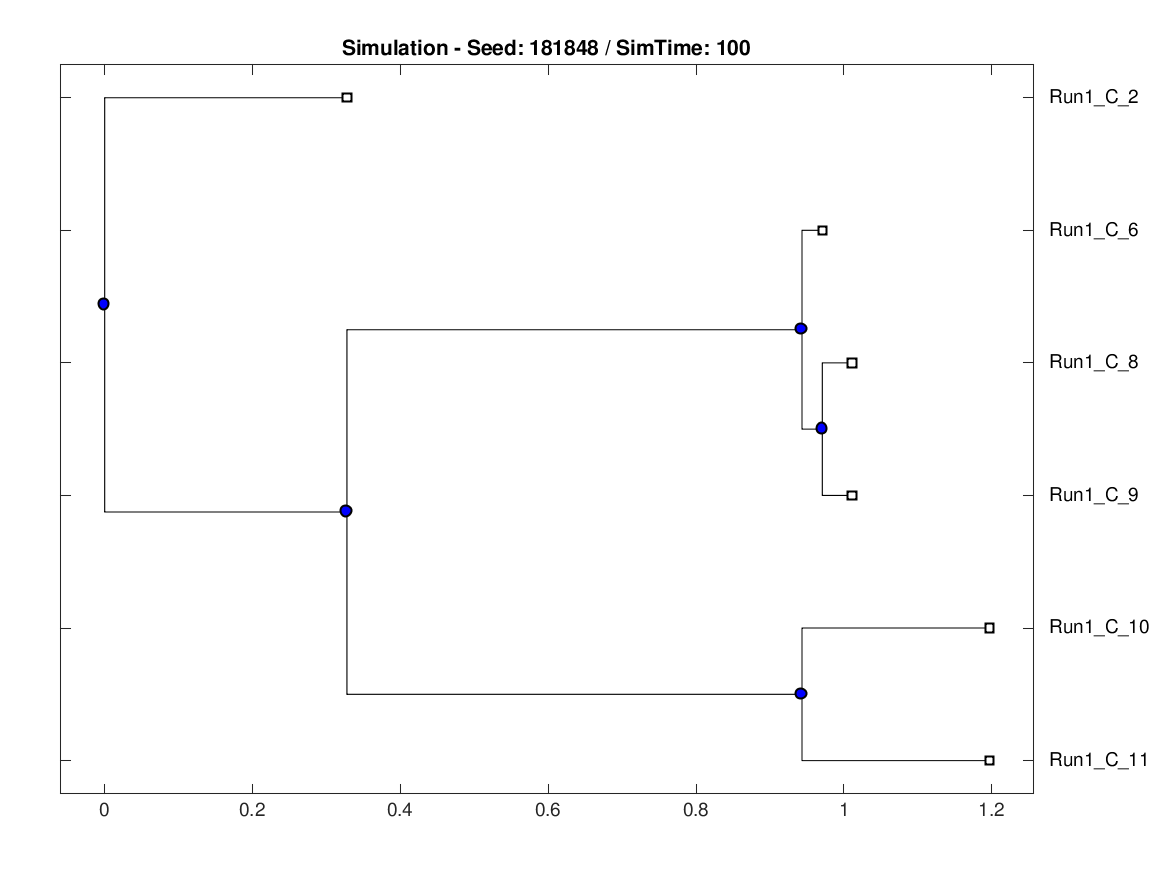 Simulation - Seed: 181848 / SimTime: 100
Run1_C_2
Run1_C_6
Run1_C_8
Run1_C_9
Run1_C_10
Run1_C_11
0 0.2 0.4 0.6 0.8 1 1.2